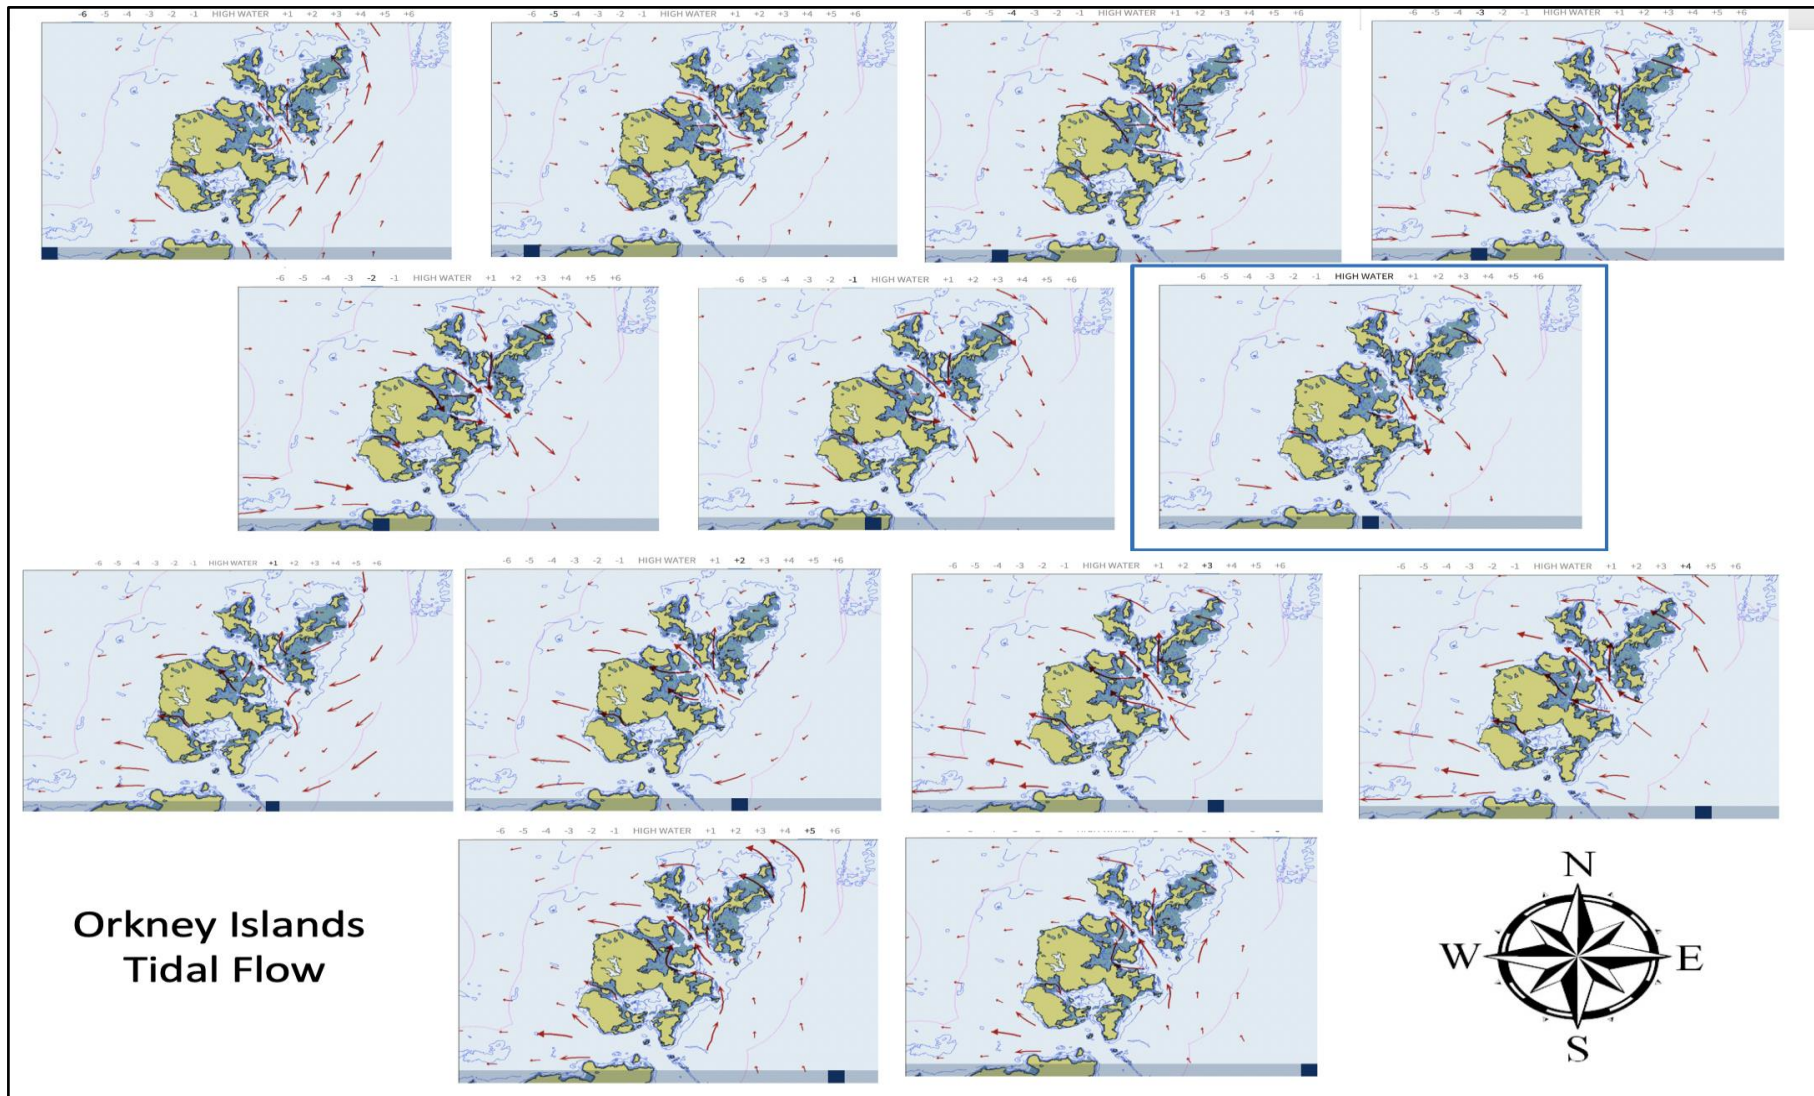 -6 -5 -4 -3 -2 -1 HIGH WATER +1 +2 +3 +4 +5 +6
-6 -5 -4 -3 -2 -1 HIGH WATER +1 +2 +3 +4 +5 +6
-6 -5 -4 -3 -2 -1 HIGH WATER +1 +2 +3 +4 +5 +6
-6 -5 -4 -3 -2 -1 HIGH WATER +1 +2 +3 +4 +5 +6
-6 -5 -4 -3 -2 -1 HIGH WATER +1 +2 +3 +4 +5 +6
-6 -5 -4 -3 -2 -1 HIGH WATER +1 +2 +3 +4 +5 +6
-6 -5 -4 -3 -2 -1 HIGH WATER +1 +2 +3 +4 +5 +6
-6 -5 -4 -3 -2 -1 HIGH WATER +1 +2 +3 +4 +5 +6
-6 -5 -4 -3 -2 -1 HIGH WATER +1 +2 +3 +4 +5 +6
-6 -5 -4 -3 -2 -1 HIGH WATER +1 +2 +3 +4 +5 +6
-6 -5 -4 -3 -2 -1 HIGH WATER +1 +2 +3 +4 +5 +6
-6 -5 -4 -3 -2 -1 HIGH WATER +1 +2 +3 +4 +5 +6
Orkney Islands
Tidal Flow
N
W E
S